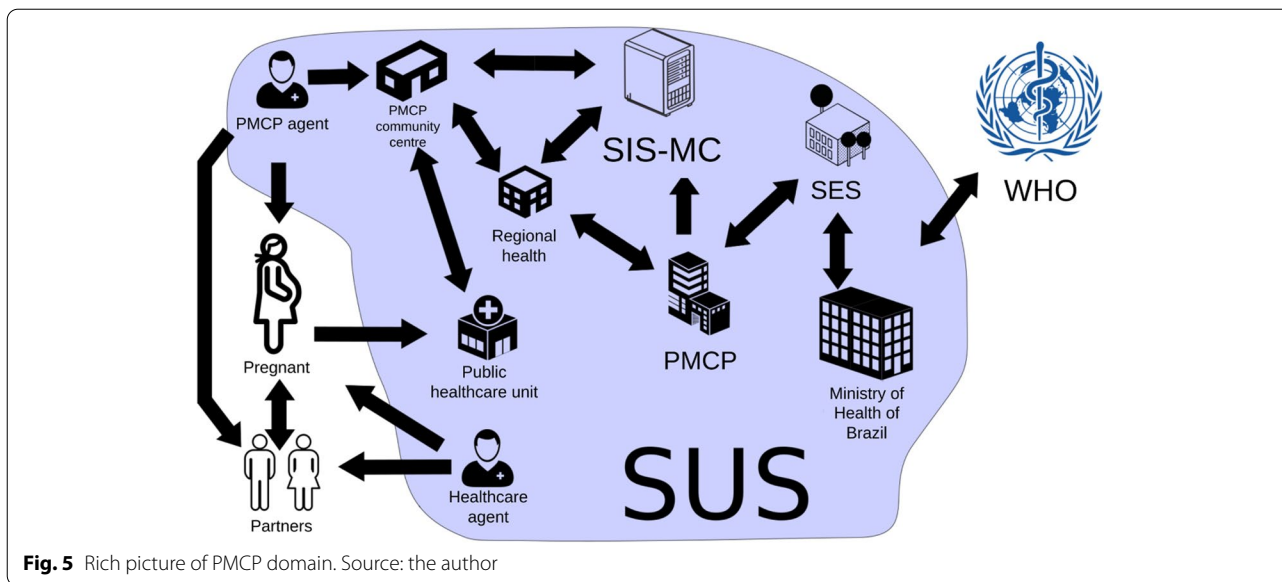 PMCP agent
PMCP
community
centre
SIS-MC
SES
WHO
Regional
health
Pregnant
Public
healthcare unit
PMCP
Ministry of
Health of
Brazil
Partners
Healthcare
agent
SUS
Fig. 5 Rich picture of PMCP domain. Source: the author